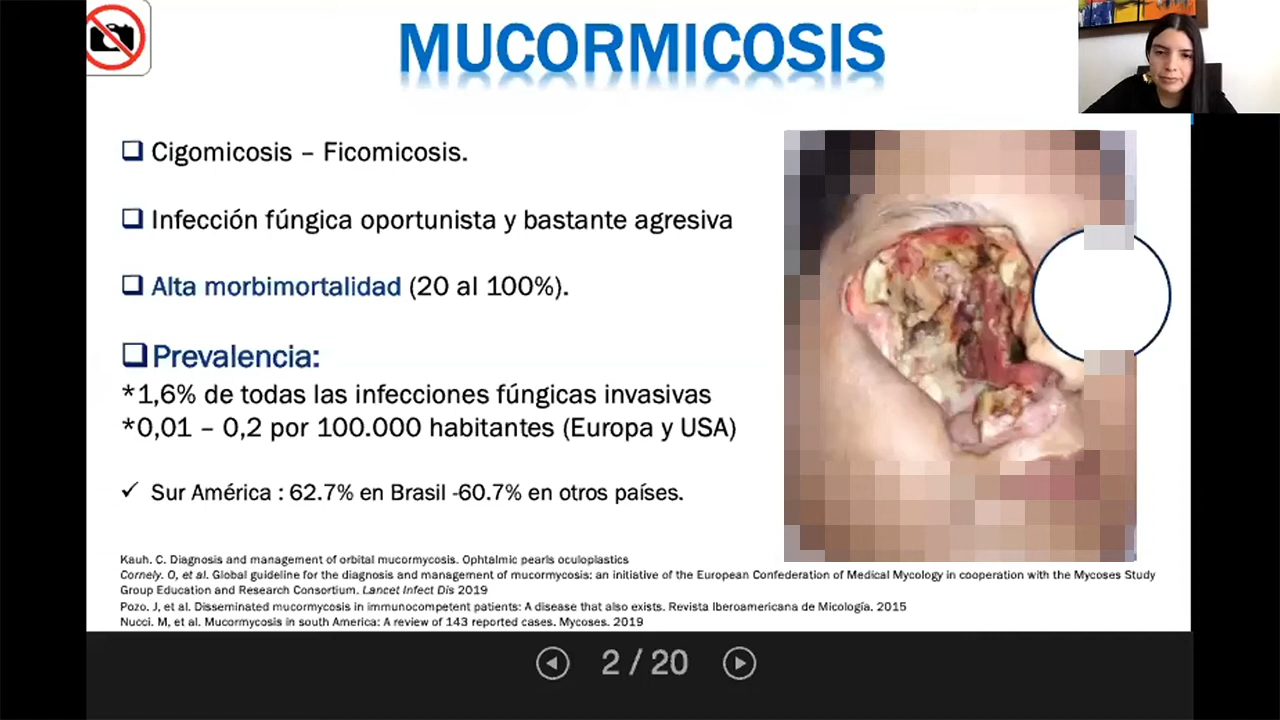 MUCORMICOSIS
Cigomicosis – Ficomicosis.
Infección fúngica oportunista y bastante agresiva
Alta morbimortalidad (20 al 100%).
Prevalencia:
*1,6% de todas las infecciones fúngicas invasivas
*0,01 – 0,2 por 100.000 habitantes (Europa y USA)
✓ Sur América : 62.7% en Brasil -60.7% en otros países.
Kauh. C. Diagnosis and management of orbital mucormycosis. Ophtalmic pearls oculoplastics
Cornely. O, et al. Global guideline for the diagnosis and management of mucormycosis: an initiative of the European Confederation of Medical Mycology in cooperation with the Mycoses Study
Group Education and Research Consortium. Lancet Infect Dis 2019
Pozo. J, et al. Disseminated mucormycosis in immunocompetent patients: A disease that also exists. Revista Iberoamericana de Micología. 2015
Nucci. M, et al. Mucormycosis in south America: A review of 143 reported cases. Mycoses. 2019
2 / 20